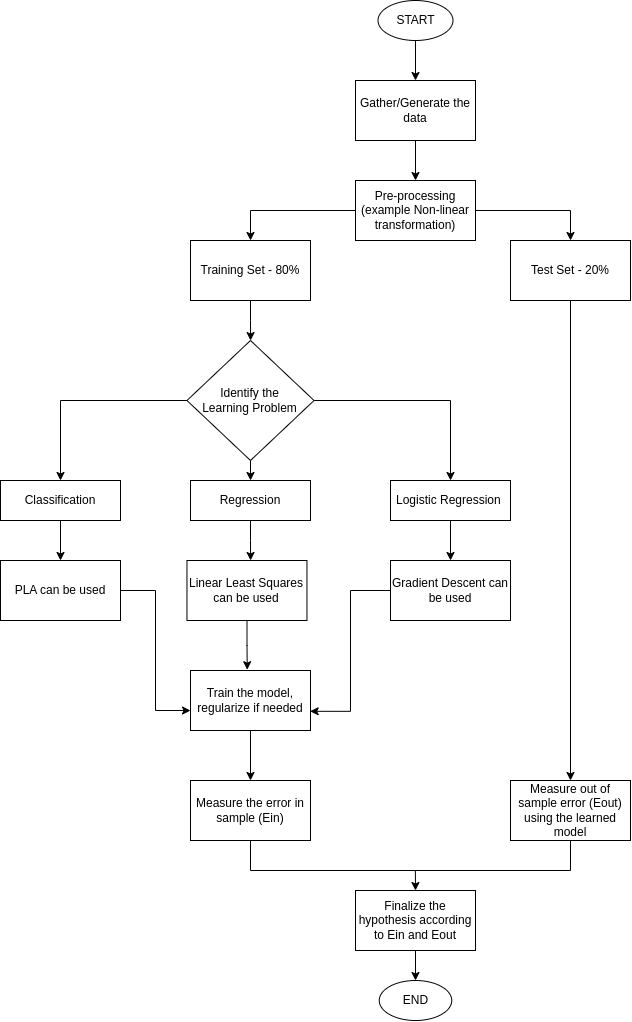 START
Gather/Generate the
data
Pre-processing
(example Non-linear
transformation)
Training Set - 80%
Test Set - 20%
Identify the
Learning Problem
Classification
Regression
Logistic Regression
PLA can be used
Linear Least Squares
can be used
Gradient Descent can
be used
Train the model,
regularize if needed
Measure the error in
sample (Ein)
Measure out of
sample error (Eout)
using the learned
model
Finalize the
hypothesis according
to Ein and Eout
END